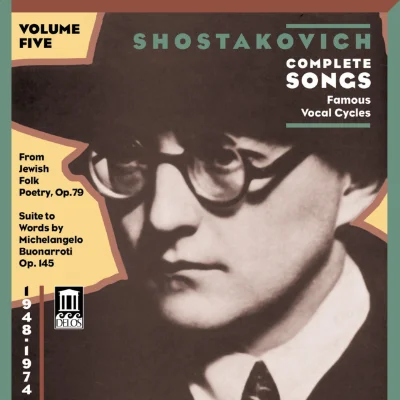 VOLUME
FIVE
SHOSTAKOVICH
COMPLETE
SONGS
Famous
Vocal Cycles
From
Jewish
Folk
Poetry, Op.79
Suite to
Words by
Michelangelo
Buonarroti
Op. 145
DELOS
1948·1974